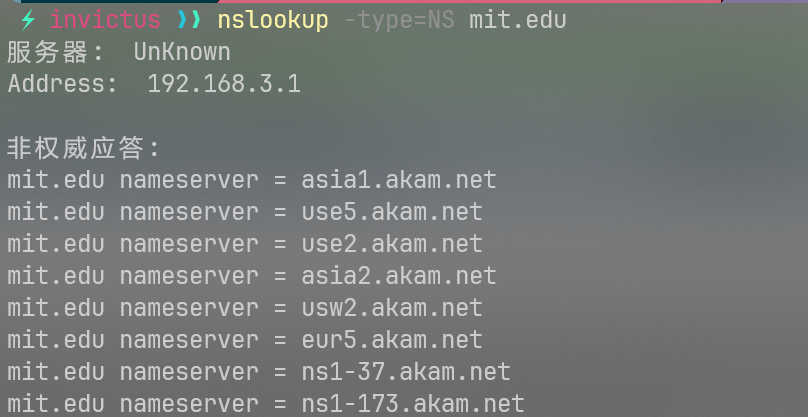 ⚡ invictus ❯❯ nslookup -type=NS mit.edu
服务器:  UnKnown
Address:  192.168.3.1
非权威应答:
mit.edu nameserver = asia1.akam.net
mit.edu nameserver = use5.akam.net
mit.edu nameserver = use2.akam.net
mit.edu nameserver = asia2.akam.net
mit.edu nameserver = usw2.akam.net
mit.edu nameserver = eur5.akam.net
mit.edu nameserver = ns1-37.akam.net
mit.edu nameserver = ns1-173.akam.net